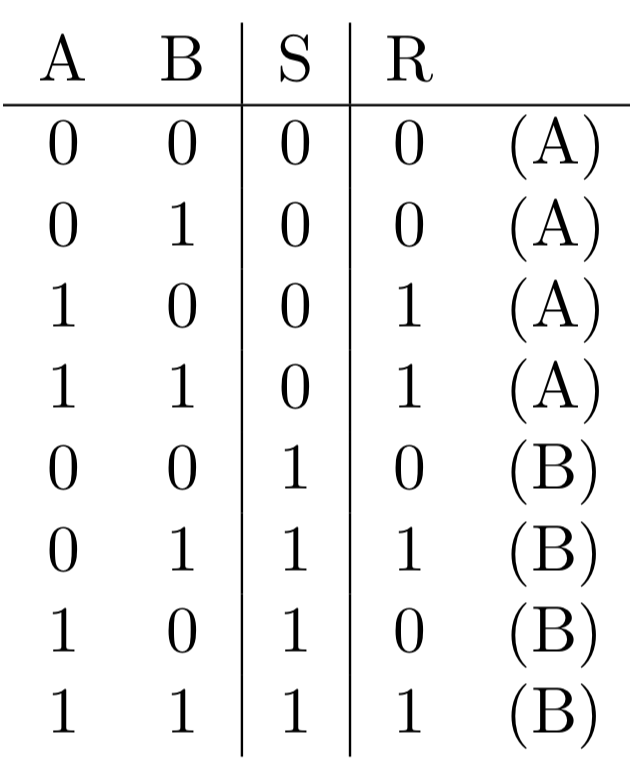 A B S R
0 0 0 0 (A)
0 1 0 0 (A)
1 0 0 1 (A)
1 1 0 1 (A)
0 0 1 0 (B)
0 1 1 1 (B)
1 0 1 0 (B)
1 1 1 1 (B)